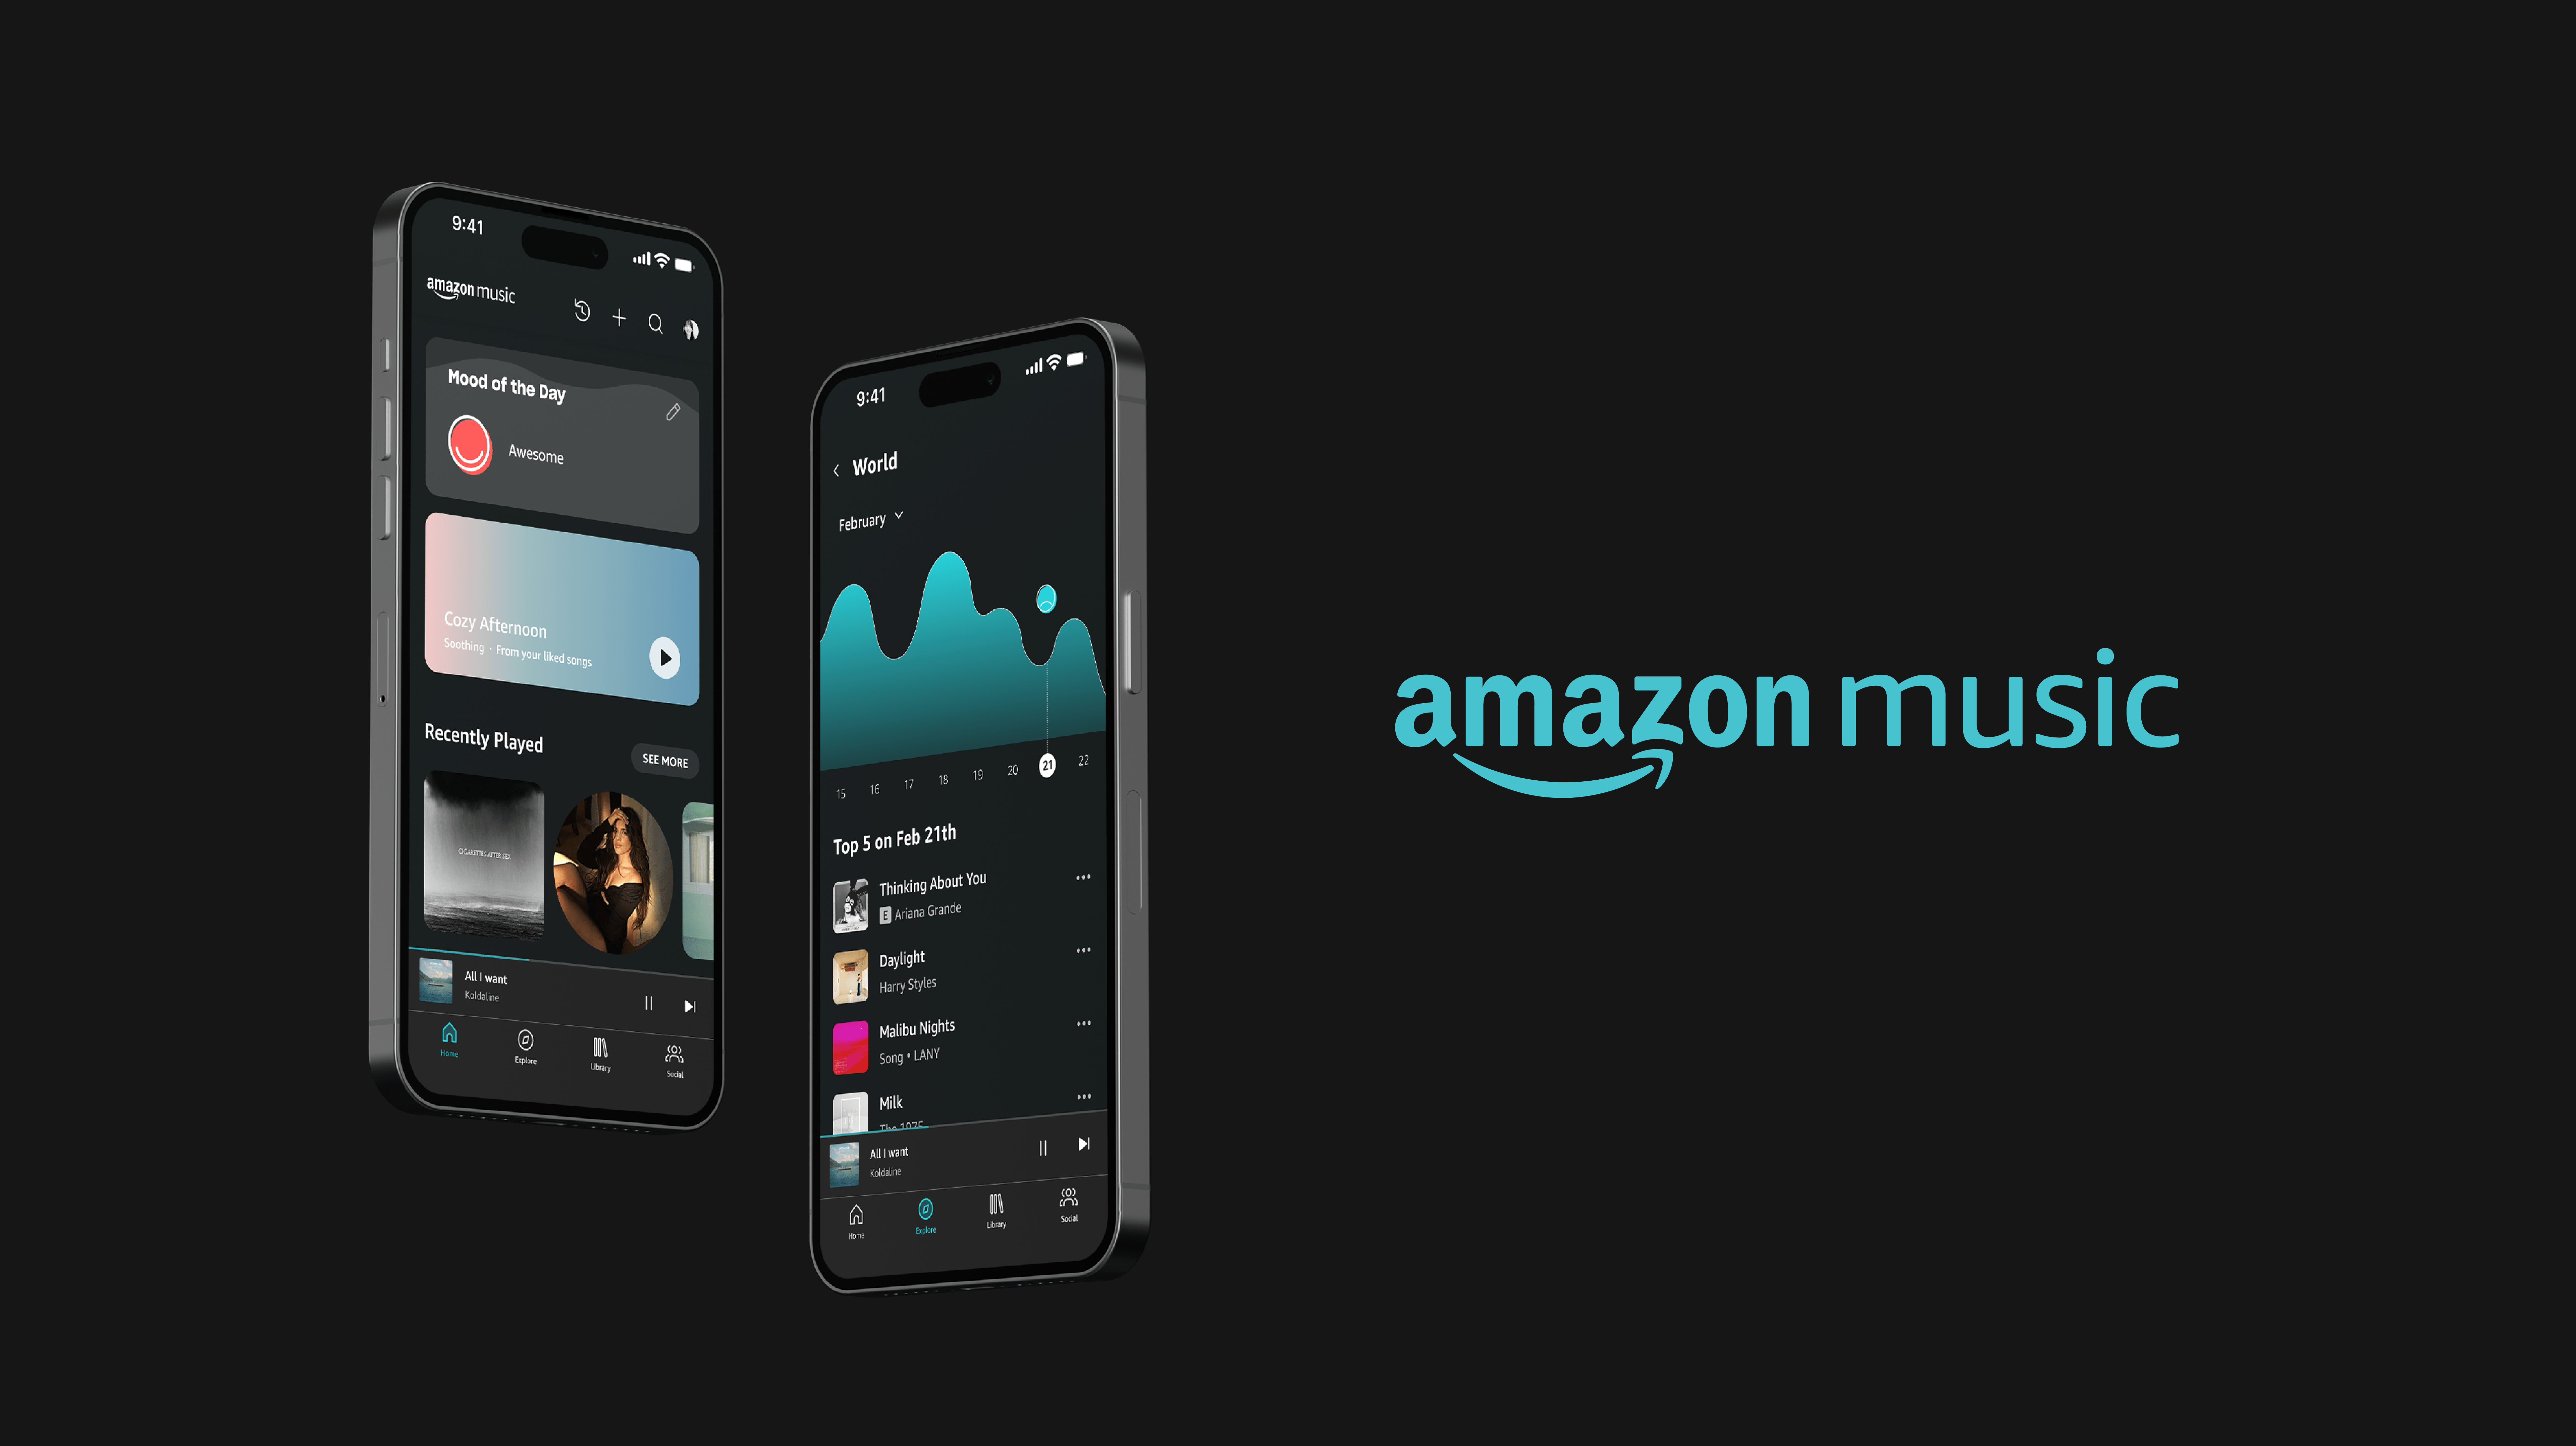 9:41
amazon music
Mood of the Day
Awesome
Cozy Afternoon
Soothing · From your liked songs
Recently Played
SEE MORE
CIGARETTES AFTER SEX
All I want
Koldaline
Home Explore Library Social
9:41
World
February
15 16 17 18 19 20 21 22
Top 5 on Feb 21th
Thinking About You
E Ariana Grande
Daylight
Harry Styles
Malibu Nights
Song • LANY
Milk
The 1975
All I want
Koldaline
Home Explore Library Social
amazon music